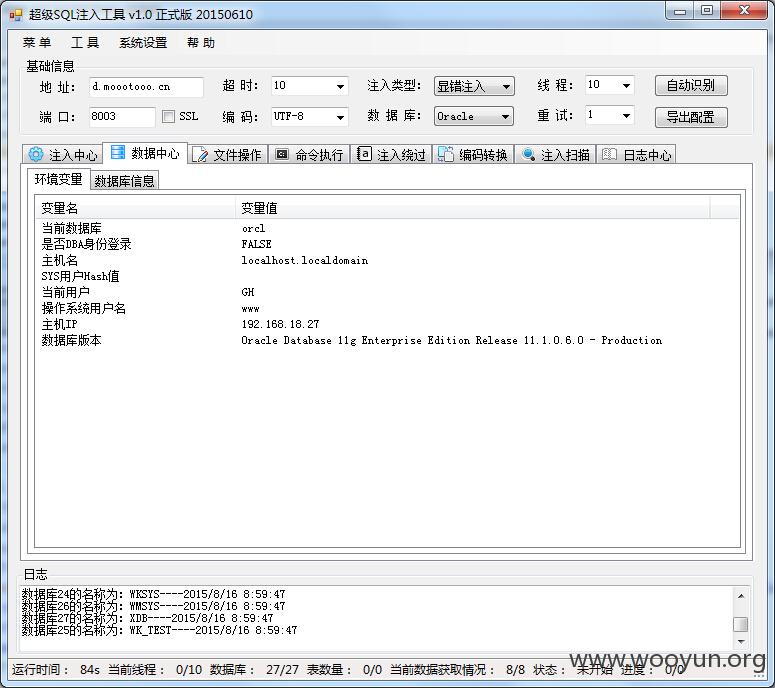 超级SQL注入工具 v1.0 正式版 20150610
菜 单 工 具 系统设置 帮 助
基础信息
地 址: d.moootooo.cn 超 时: 10 注入类型: 显错注入 线 程: 10 自动识别
端 口: 8003 SSL 编 码: UTF-8 数 据 库: Oracle 重 试: 1 导出配置
注入中心 数据中心 文件操作 命令执行 注入绕过 编码转换 注入扫描 日志中心
环境变量 数据库信息
变量名 变量值
当前数据库 orcl
是否DBA身份登录 FALSE
主机名 localhost.localdomain
SYS用户Hash值
当前用户 GH
操作系统用户名 www
主机IP 192.168.18.27
数据库版本 Oracle Database 11g Enterprise Edition Release 11.1.0.6.0 - Production
日志
数据库24的名称为: WKSYS----2015/8/16 8:59:47
数据库26的名称为: WMSYS----2015/8/16 8:59:47
数据库27的名称为: XDB----2015/8/16 8:59:47
数据库25的名称为: WK_TEST----2015/8/16 8:59:47
www.wooyun.org
运行时间: 84s 当前线程: 0/10 数据库: 27/27 表数量: 0/0 当前数据获取情况: 8/8 状态: 未开始 进度: 0/0